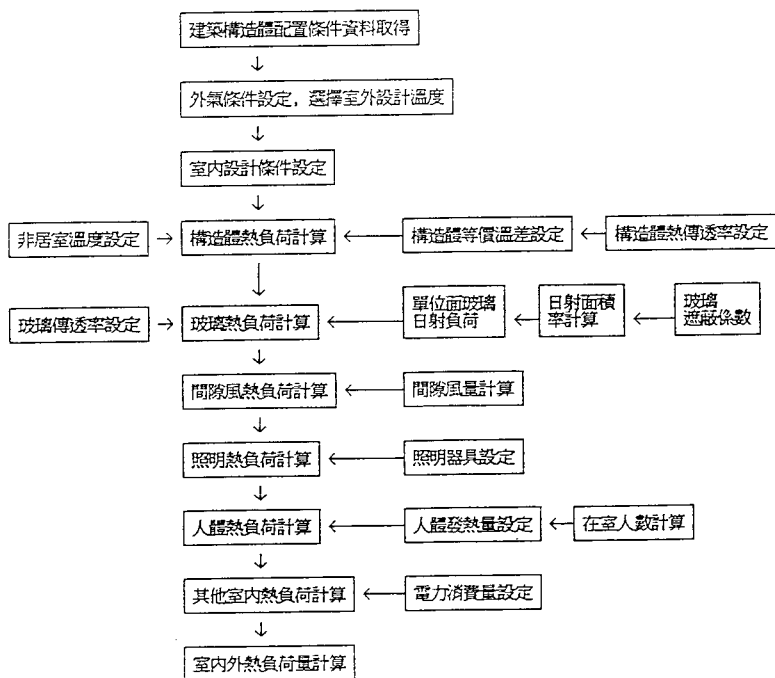 建築構造體配置條件資料取得
外氣條件設定，選擇室外設計溫度
室內設計條件設定
非居室溫度設定
構造體熱負荷計算
構造體等價溫差設定
構造體熱傳透率設定
玻璃傳透率設定
玻璃熱負荷計算
單位面玻璃
日射負荷
日射面積
率計算
玻璃
遮蔽係數
間隙風熱負荷計算
間隙風量計算
照明熱負荷計算
照明器具設定
人體熱負荷計算
人體發熱量設定
在室人數計算
其他室內熱負荷計算
電力消費量設定
室內外熱負荷量計算